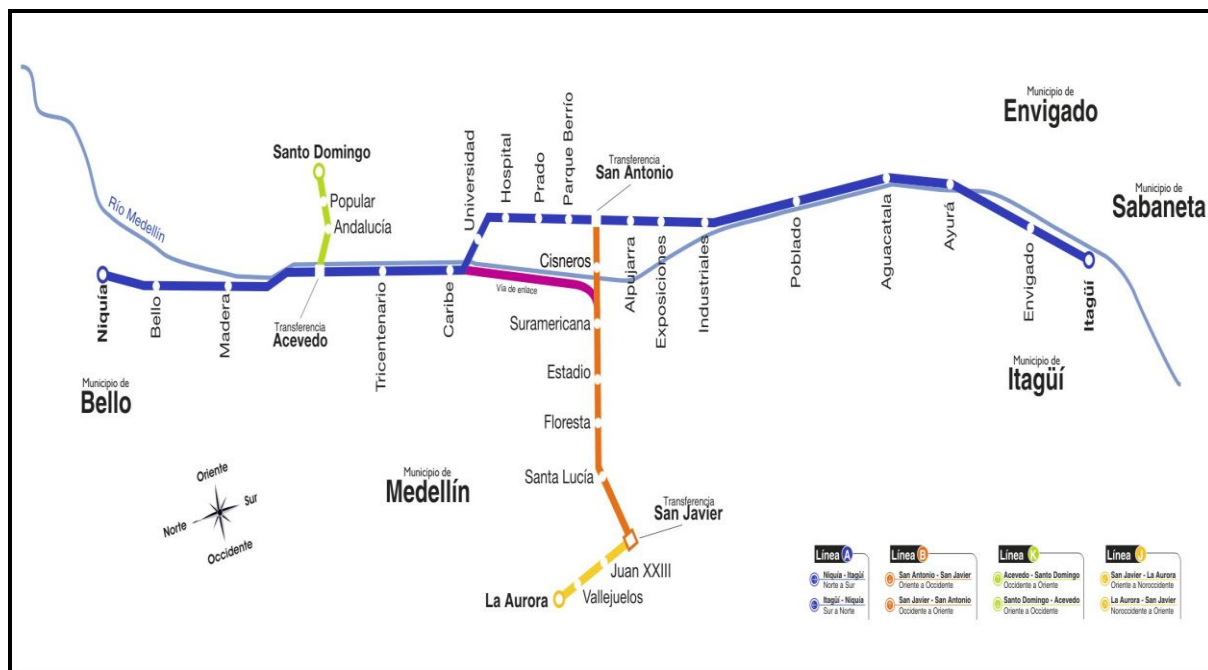 Municipio de
Envigado
Municipio de
Sabaneta
Santo Domingo
Popular
Andalucía
Río Medellín
Universidad
Hospital
Prado
Parque Berrío
Transferencia
San Antonio
Cisneros
Vía de enlace
Niquía
Bello
Madera
Transferencia
Acevedo
Tricentenario
Caribe
Suramericana
Alpujarra
Exposiciones
Industriales
Poblado
Aguacatala
Ayurá
Envigado
Itagüí
Municipio de
Bello
Municipio de
Itagüí
Estadio
Floresta
Santa Lucía
Municipio de
Medellín
Transferencia
San Javier
Juan XXIII
Vallejuelos
La Aurora
Oriente
Sur
Norte
Occidente
Línea A
Niquía - Itagüí
Norte a Sur
Itagüí - Niquía
Sur a Norte
Línea B
San Antonio - San Javier
Oriente a Occidente
San Javier - San Antonio
Occidente a Oriente
Línea K
Acevedo - Santo Domingo
Occidente a Oriente
Santo Domingo - Acevedo
Oriente a Occidente
Línea J
San Javier - La Aurora
Oriente a Noroccidente
La Aurora - San Javier
Noroccidente a Oriente